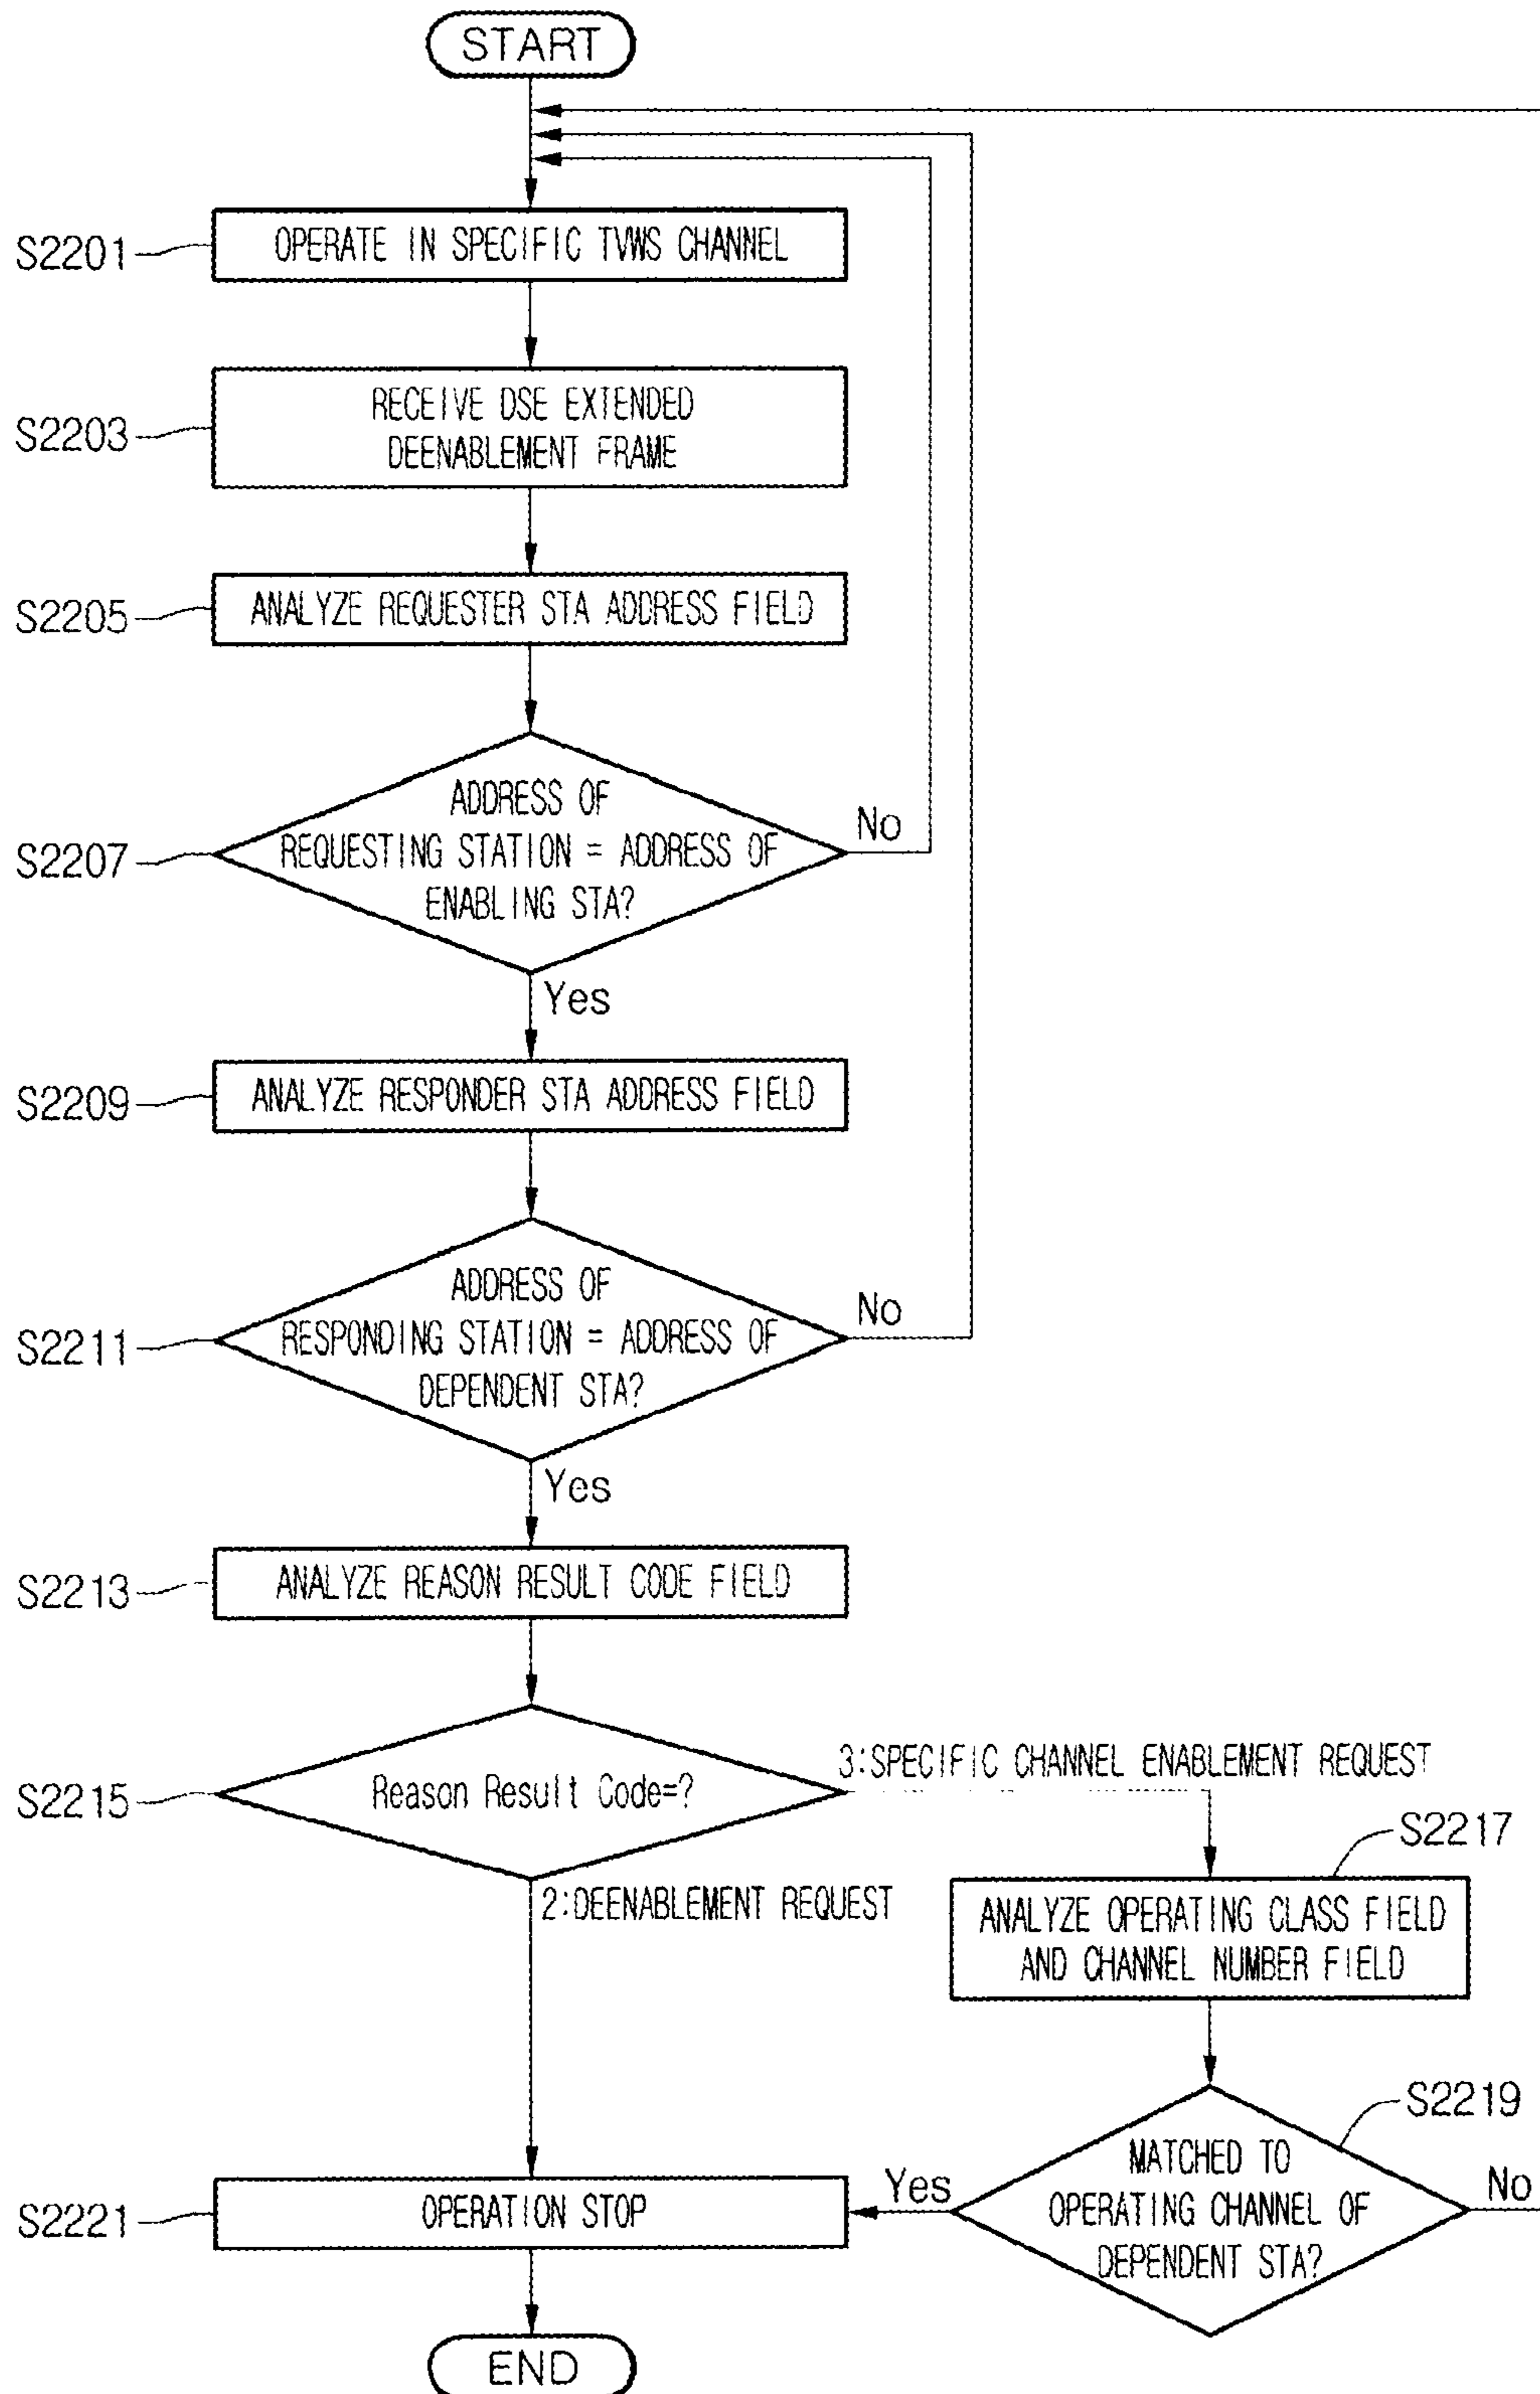 START
S2201
OPERATE IN SPECIFIC TVWS CHANNEL
S2203
RECEIVE DSE EXTENDED
DEENABLEMENT FRAME
S2205
ANALYZE REQUESTER STA ADDRESS FIELD
S2207
ADDRESS OF
REQUESTING STATION = ADDRESS OF
ENABLING STA?
No
Yes
S2209
ANALYZE RESPONDER STA ADDRESS FIELD
S2211
ADDRESS OF
RESPONDING STATION = ADDRESS OF
DEPENDENT STA?
No
Yes
S2213
ANALYZE REASON RESULT CODE FIELD
S2215
Reason Result Code=?
3:SPECIFIC CHANNEL ENABLEMENT REQUEST
2:DEENABLEMENT REQUEST
S2217
ANALYZE OPERATING CLASS FIELD
AND CHANNEL NUMBER FIELD
S2219
MATCHED TO
OPERATING CHANNEL OF
DEPENDENT STA?
Yes
No
S2221
OPERATION STOP
END